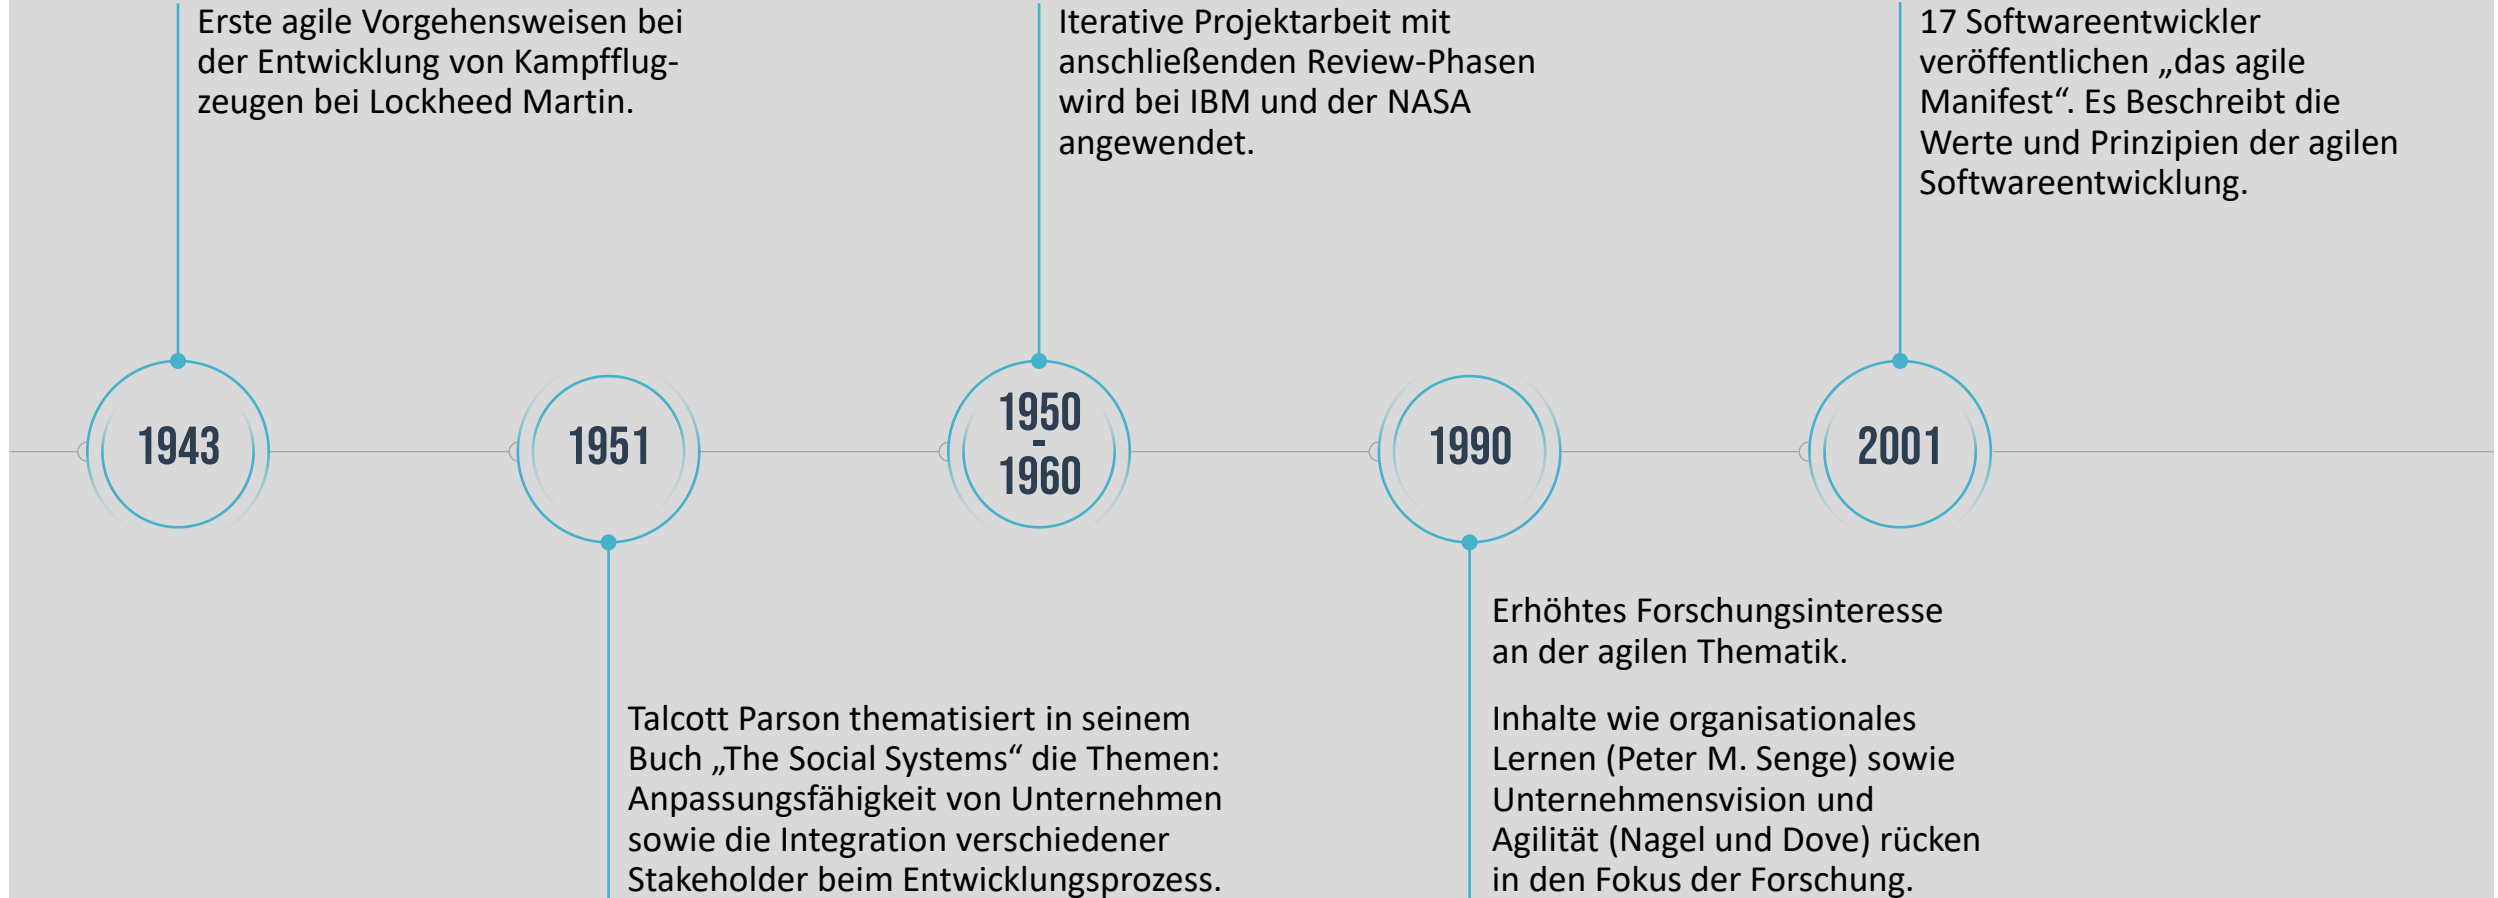 Erste agile Vorgehensweisen bei
der Entwicklung von Kampfflug-
zeugen bei Lockheed Martin.
Iterative Projektarbeit mit
anschließenden Review-Phasen
wird bei IBM und der NASA
angewendet.
17 Softwareentwickler
veröffentlichen „das agile
Manifest“. Es Beschreibt die
Werte und Prinzipien der agilen
Softwareentwicklung.
1943
1951
1950
-
1960
1990
2001
Talcott Parson thematisiert in seinem
Buch „The Social Systems“ die Themen:
Anpassungsfähigkeit von Unternehmen
sowie die Integration verschiedener
Stakeholder beim Entwicklungsprozess.
Erhöhtes Forschungsinteresse
an der agilen Thematik.
Inhalte wie organisationales
Lernen (Peter M. Senge) sowie
Unternehmensvision und
Agilität (Nagel und Dove) rücken
in den Fokus der Forschung.